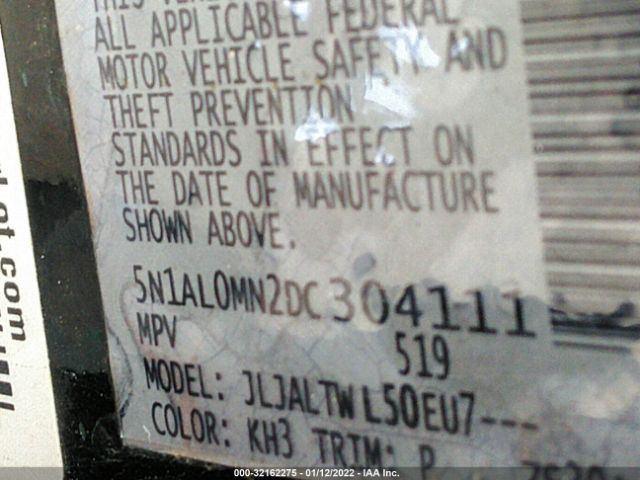 ALL APPLICABLE FEDERAL
MOTOR VEHICLE SAFETY AND
THEFT PREVENTION
STANDARDS IN EFFECT ON
THE DATE OF MANUFACTURE
SHOWN ABOVE.
5N1AL0MN2DC304111
MPV 519
MODEL: JLJALTWL50EU7---
COLOR: KH3 TRIM: P
000-32162275 - 01/12/2022 - IAA Inc.